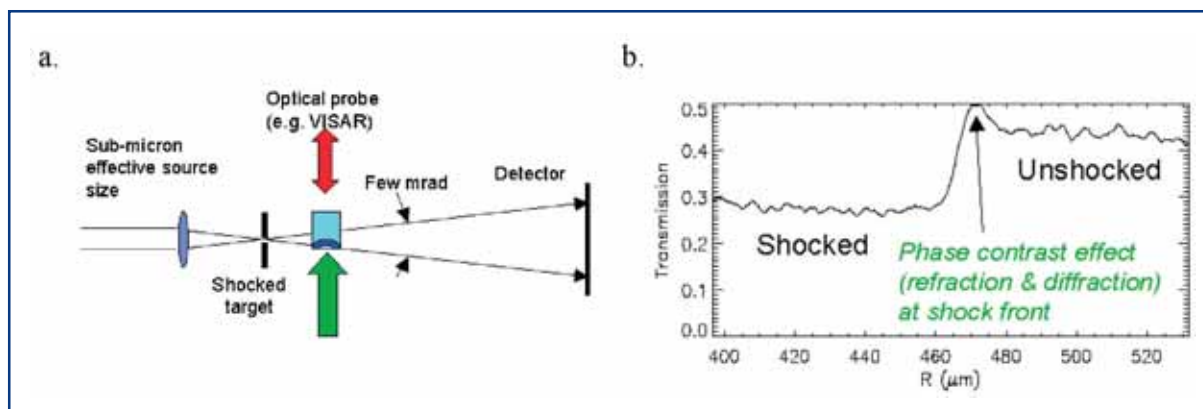 a.
Optical probe
(e.g. VISAR)
Sub-micron
effective source
size
Few mrad
Detector
Shocked
target
b.
0.5
0.4
0.3
0.2
0.1
0.0
Transmission
Unshocked
Shocked
Phase contrast effect
(refraction & diffraction)
at shock front
400 420 440 460 480 500 520
R (μm)